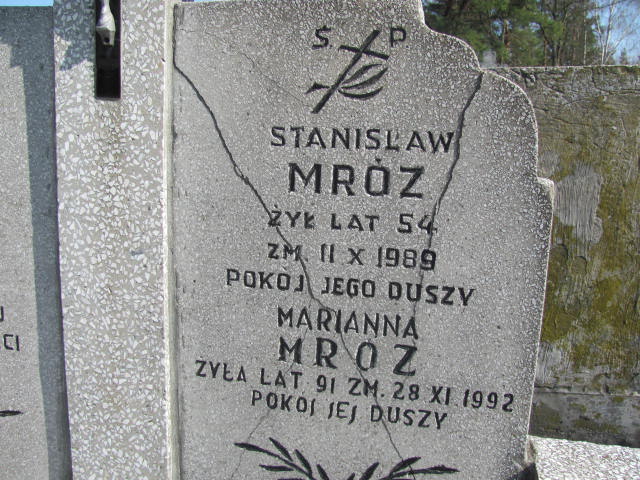 Ś. P
STANISŁAW
MRÓZ
ŻYŁ LAT 54
ZM. 11 X 1989
POKÓJ JEGO DUSZY
MARIANNA
MRÓZ
ŻYŁA LAT 91 ZM. 28 XI 1992
POKÓJ JEJ DUSZY